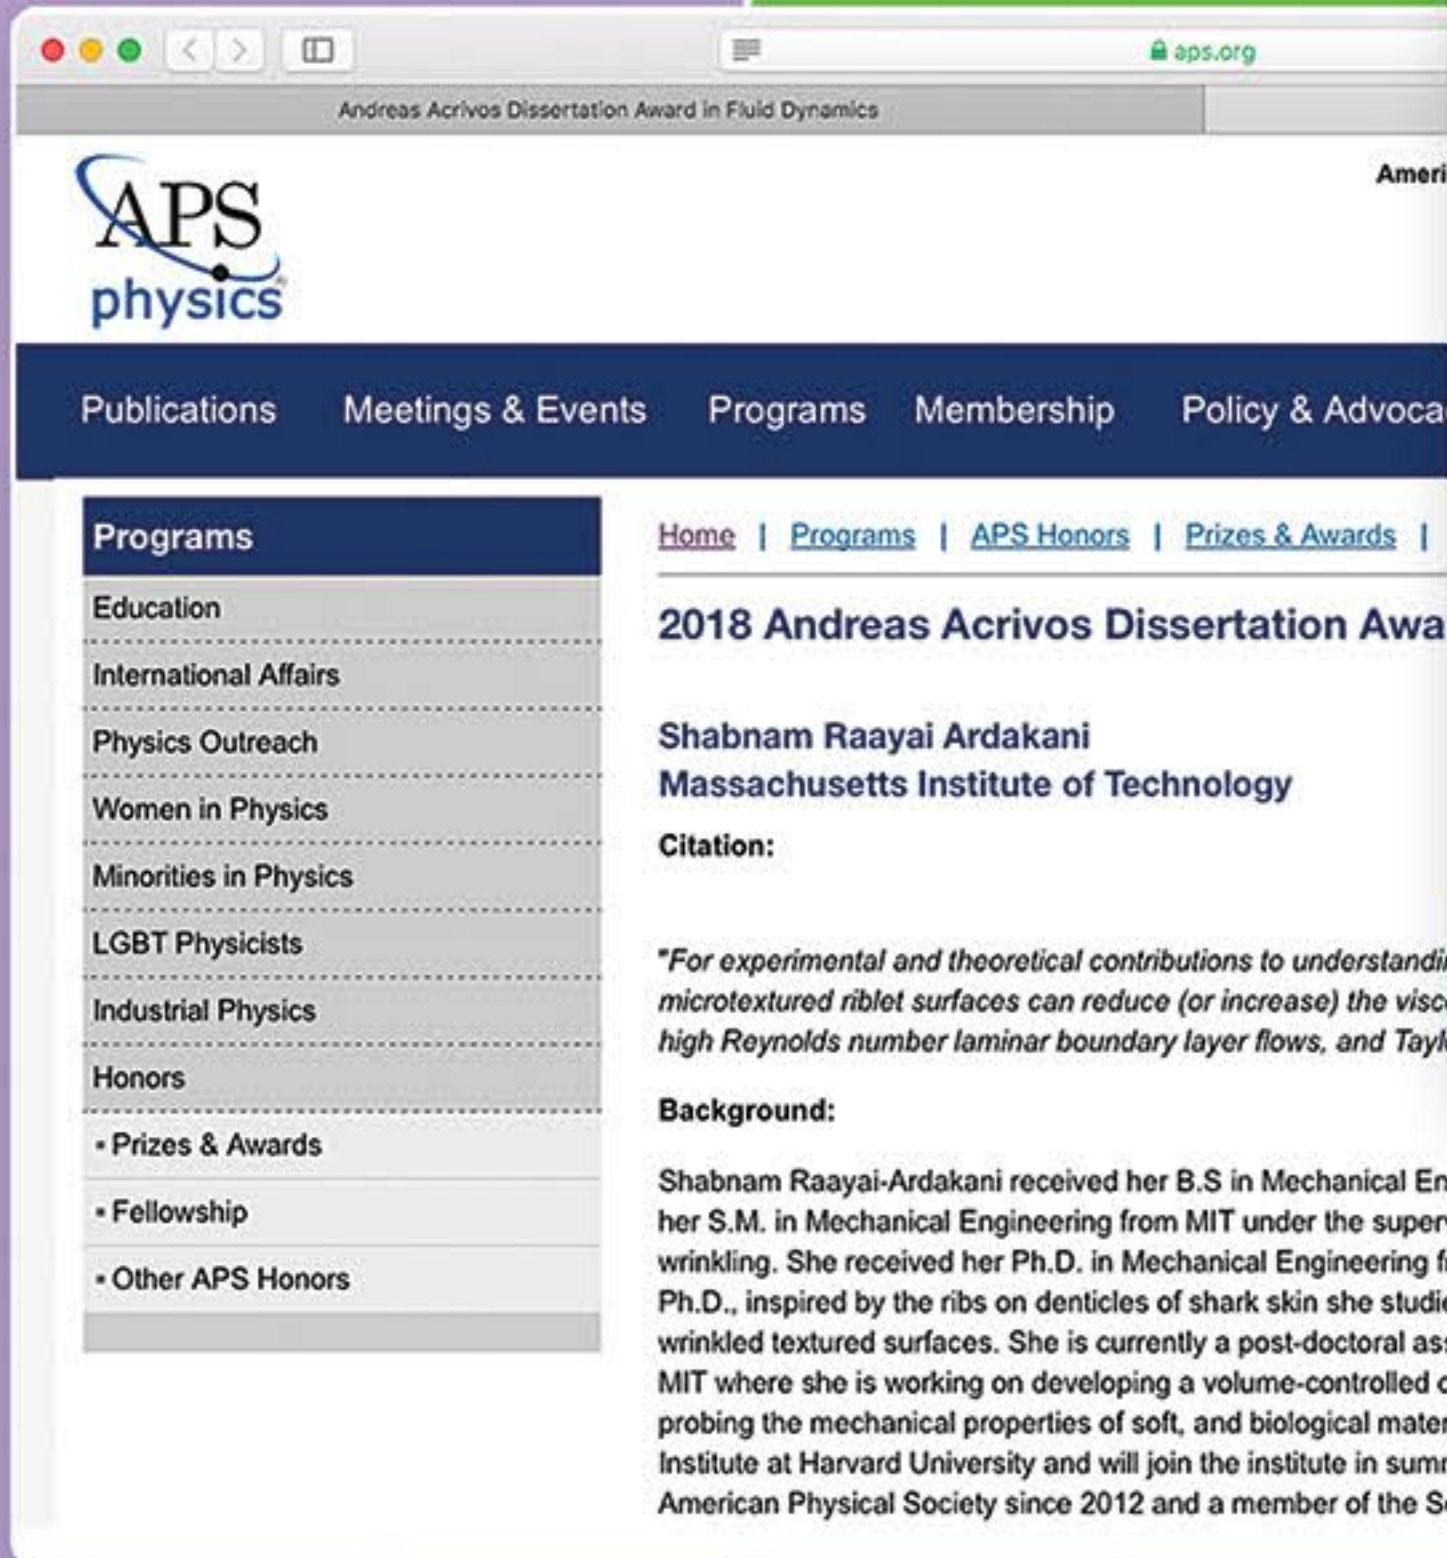 aps.org
Andreas Acrivos Dissertation Award in Fluid Dynamics
APS
physics
Ameri
Publications Meetings & Events Programs Membership Policy & Advoca
Programs
Education
International Affairs
Physics Outreach
Women in Physics
Minorities in Physics
LGBT Physicists
Industrial Physics
Honors
▪ Prizes & Awards
▪ Fellowship
▪ Other APS Honors
Home | Programs | APS Honors | Prizes & Awards |
2018 Andreas Acrivos Dissertation Awa
Shabnam Raayai Ardakani
Massachusetts Institute of Technology
Citation:
"For experimental and theoretical contributions to understandin
microtextured riblet surfaces can reduce (or increase) the visc
high Reynolds number laminar boundary layer flows, and Tayl
Background:
Shabnam Raayai-Ardakani received her B.S in Mechanical En
her S.M. in Mechanical Engineering from MIT under the superv
wrinkling. She received her Ph.D. in Mechanical Engineering f
Ph.D., inspired by the ribs on denticles of shark skin she studie
wrinkled textured surfaces. She is currently a post-doctoral ass
MIT where she is working on developing a volume-controlled c
probing the mechanical properties of soft, and biological mater
Institute at Harvard University and will join the institute in summ
American Physical Society since 2012 and a member of the S